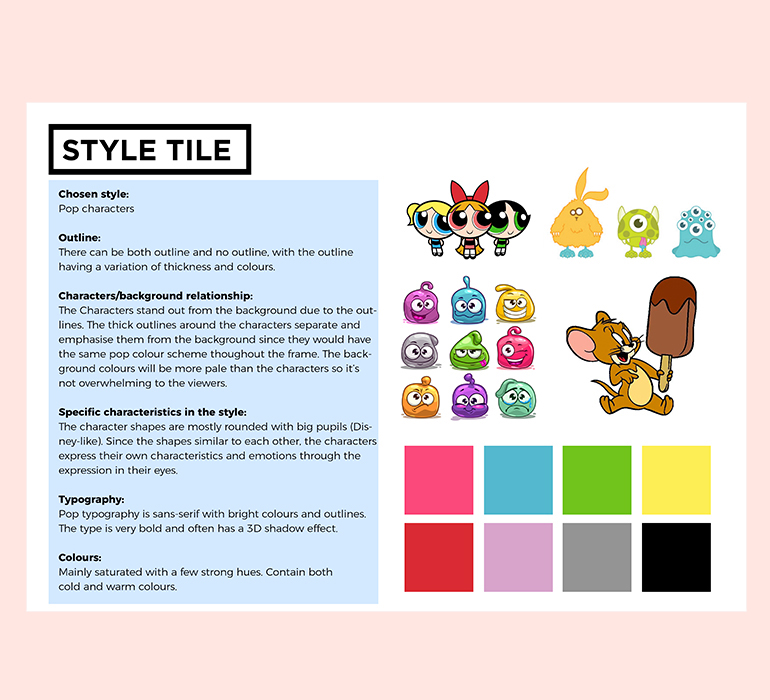 STYLE TILE
Chosen style:
Pop characters
Outline:
There can be both outline and no outline, with the outline
having a variation of thickness and colours.
Characters/background relationship:
The Characters stand out from the background due to the out-
lines. The thick outlines around the characters separate and
emphasise them from the background since they would have
the same pop colour scheme thoughout the frame. The back-
ground colours will be more pale than the characters so it's
not overwhelming to the viewers.
Specific characteristics in the style:
The character shapes are mostly rounded with big pupils (Dis-
ney-like). Since the shapes similar to each other, the characters
express their own characteristics and emotions through the
expression in their eyes.
Typography:
Pop typography is sans-serif with bright colours and outlines.
The type is very bold and often has a 3D shadow effect.
Colours:
Mainly saturated with a few strong hues. Contain both
cold and warm colours.